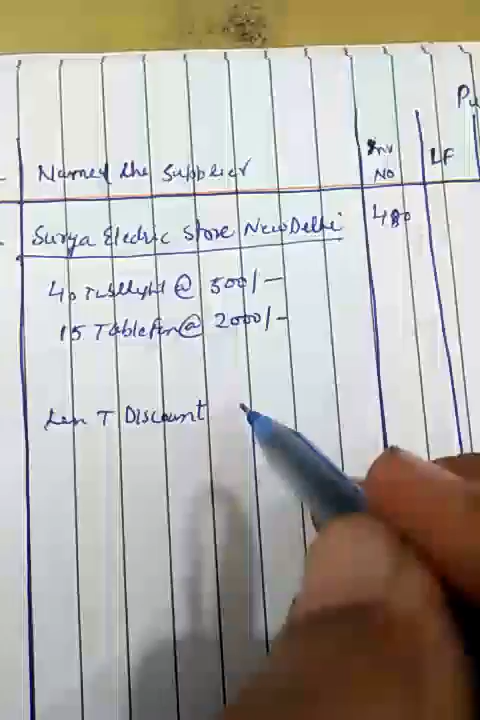 Name of the Supplier
Inv No
LF
Pu
Surya Electric Store New Delhi
480
40 Tubelight @ 500/-
15 Table fan @ 2000/-
Less T Discount